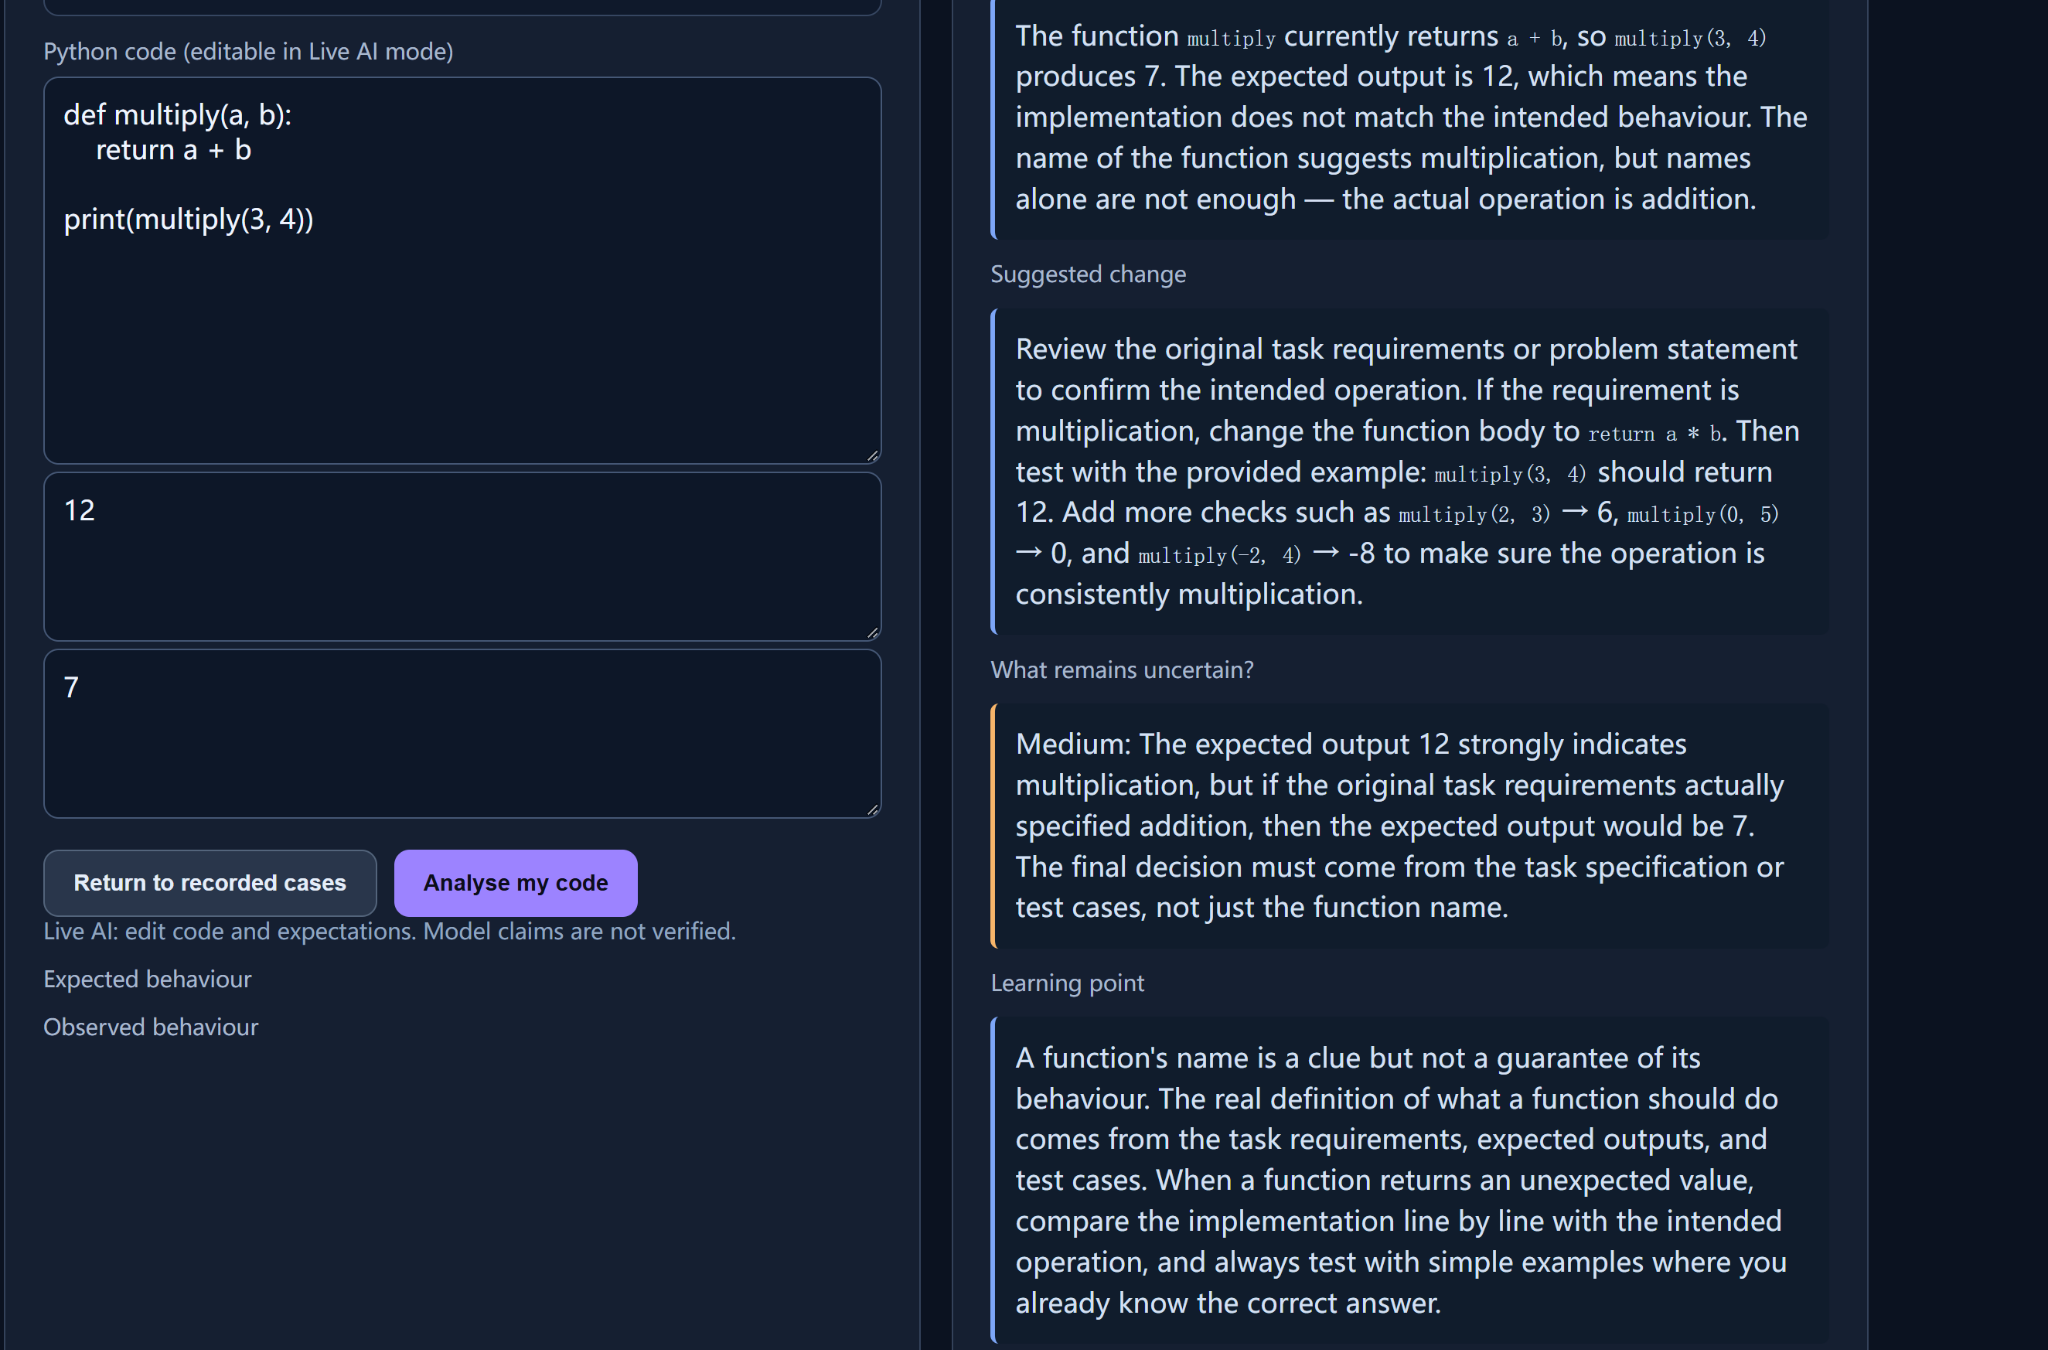 Python code (editable in Live AI mode)
def multiply(a, b):
    return a + b
print(multiply(3, 4))
12
7
Return to recorded cases
Analyse my code
Live AI: edit code and expectations. Model claims are not verified.
Expected behaviour
Observed behaviour
The function multiply currently returns a + b, so multiply(3, 4)
produces 7. The expected output is 12, which means the
implementation does not match the intended behaviour. The
name of the function suggests multiplication, but names
alone are not enough — the actual operation is addition.
Suggested change
Review the original task requirements or problem statement
to confirm the intended operation. If the requirement is
multiplication, change the function body to return a * b. Then
test with the provided example: multiply(3, 4) should return
12. Add more checks such as multiply(2, 3) → 6, multiply(0, 5)
→ 0, and multiply(-2, 4) → -8 to make sure the operation is
consistently multiplication.
What remains uncertain?
Medium: The expected output 12 strongly indicates
multiplication, but if the original task requirements actually
specified addition, then the expected output would be 7.
The final decision must come from the task specification or
test cases, not just the function name.
Learning point
A function's name is a clue but not a guarantee of its
behaviour. The real definition of what a function should do
comes from the task requirements, expected outputs, and
test cases. When a function returns an unexpected value,
compare the implementation line by line with the intended
operation, and always test with simple examples where you
already know the correct answer.